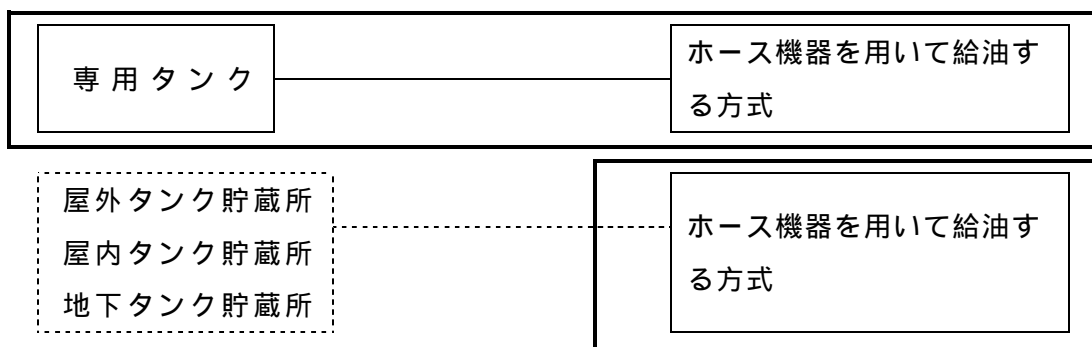 専用タンク
ホース機器を用いて給油す
る方式
屋外タンク貯蔵所
屋内タンク貯蔵所
地下タンク貯蔵所
ホース機器を用いて給油す
る方式